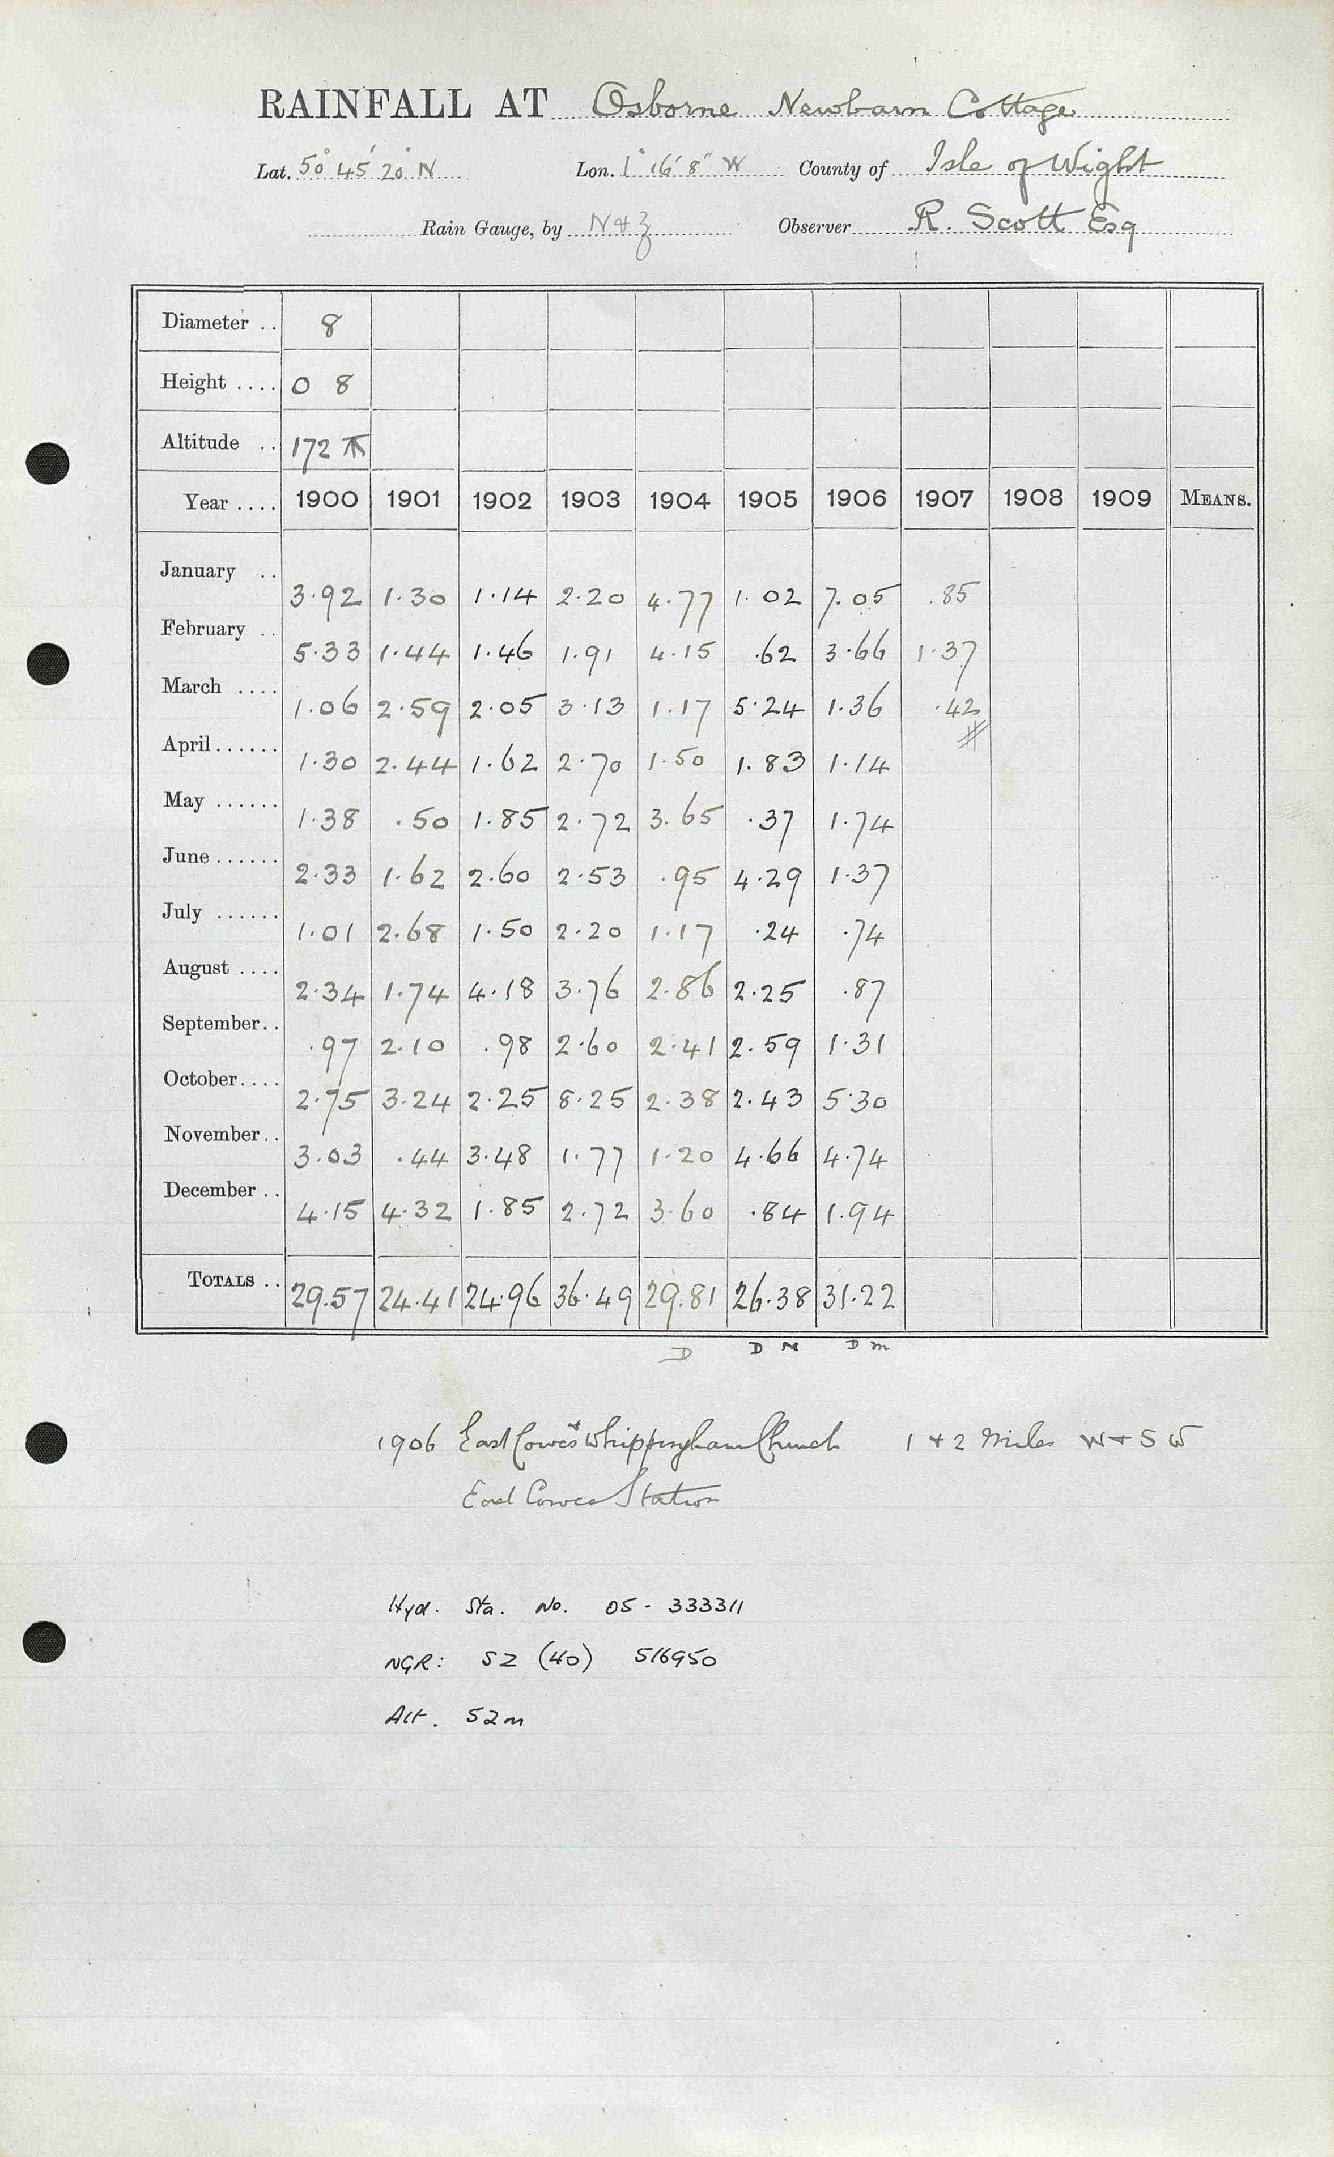 RAINFALL AT Osborne Newbarn Cottage
Lat. 50° 45' 20" N Lon. 1° 16' 8" W County of Isle of Wight
Rain Gauge, by N & Z Observer R. Scott Esq
Diameter .. 8
Height .... 0 8
Altitude .. 172
Year .... 1900 1901 1902 1903 1904 1905 1906 1907 1908 1909 MEANS.
January .. 3.92 1.30 1.14 2.20 4.77 1.02 7.05 .85
February .. 5.33 1.44 1.46 1.91 4.15 .62 3.66 1.37
March .... 1.06 2.59 2.05 3.13 1.17 5.24 1.36 .42
April...... 1.30 2.44 1.62 2.70 1.50 1.83 1.14
May ...... 1.38 .50 1.85 2.72 3.65 .37 1.74
June...... 2.33 1.62 2.60 2.53 .95 4.29 1.37
July ...... 1.01 2.68 1.50 2.20 1.17 .24 .74
August .... 2.34 1.74 4.18 3.76 2.86 2.25 .87
September.. .97 2.10 .98 2.60 2.41 2.59 1.31
October.... 2.75 3.24 2.25 8.25 2.38 2.43 5.30
November.. 3.03 .44 3.48 1.77 1.20 4.66 4.74
December .. 4.15 4.32 1.85 2.72 3.60 .84 1.94
TOTALS .. 29.57 24.41 24.96 36.49 29.81 26.38 31.22
D D N D m
1906 East Cowes Whippingham Church 1 & 2 Miles W & SW
East Cowes Station
Hyd. Sta. No. 05 - 333311
NGR: SZ (40) 516950
Alt. 52m